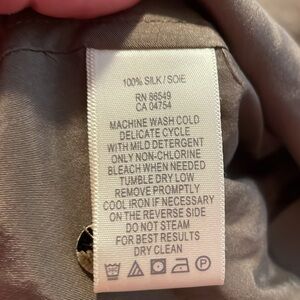 100% SILK / SOIE
RN 86549
CA 04754
MACHINE WASH COLD
DELICATE CYCLE
WITH MILD DETERGENT
ONLY NON-CHLORINE
BLEACH WHEN NEEDED
TUMBLE DRY LOW
REMOVE PROMPTLY
COOL IRON IF NECESSARY
ON THE REVERSE SIDE
DO NOT STEAM
FOR BEST RESULTS
DRY CLEAN
P